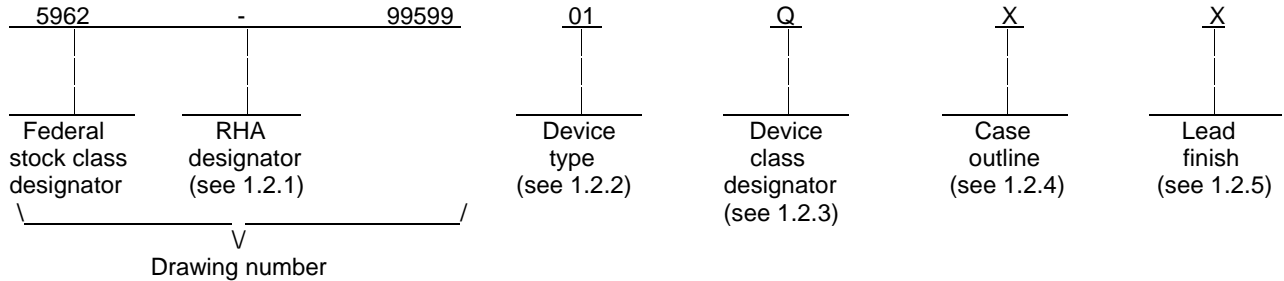 5962 - 99599 01 Q X X
Federal RHA Device Device Case Lead
stock class designator type class outline finish
designator (see 1.2.1) (see 1.2.2) designator (see 1.2.4) (see 1.2.5)
(see 1.2.3)
\ /
\/
Drawing number